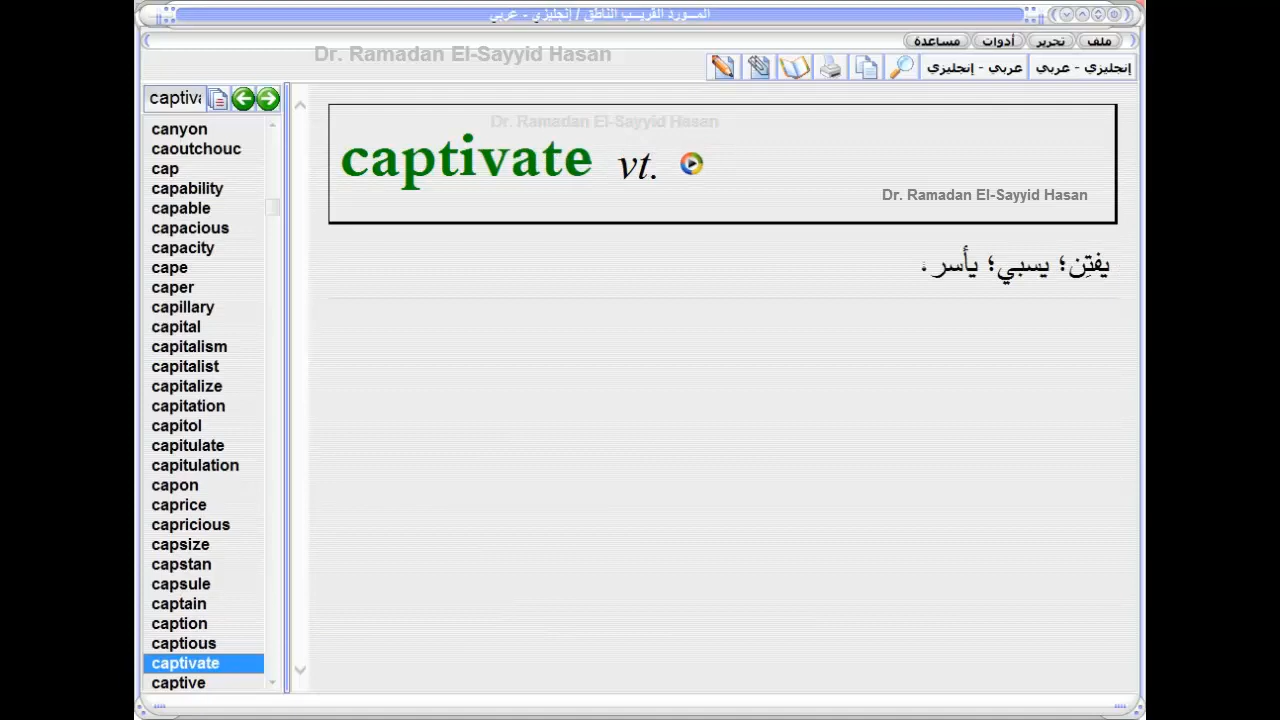 المـورد القريـب الناطق / إنجليزي - عربي
ملف تحرير أدوات مساعدة
Dr. Ramadan El-Sayyid Hasan
إنجليزي - عربي عربي - إنجليزي
captiva
Dr. Ramadan El-Sayyid Hasan
captivate vt.
Dr. Ramadan El-Sayyid Hasan
يفتِن؛ يسبي؛ يأسر.
canyon
caoutchouc
cap
capability
capable
capacious
capacity
cape
caper
capillary
capital
capitalism
capitalist
capitalize
capitation
capitol
capitulate
capitulation
capon
caprice
capricious
capsize
capstan
capsule
captain
caption
captious
captivate
captive